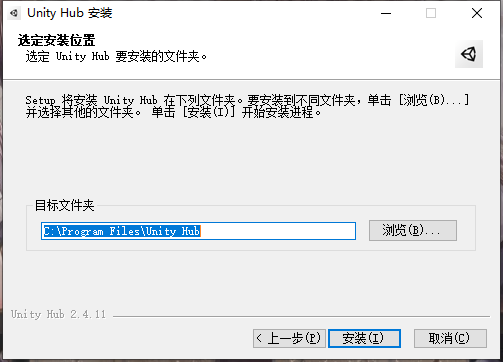 Unity Hub 安装
选定安装位置
选定 Unity Hub 要安装的文件夹。
Setup 将安装 Unity Hub 在下列文件夹。要安装到不同文件夹，单击 [浏览(B)...]
并选择其他的文件夹。 单击 [安装(I)] 开始安装进程。
目标文件夹
C:\Program Files\Unity Hub
浏览(B)...
Unity Hub 2.4.11
< 上一步(P)
安装(I)
取消(C)